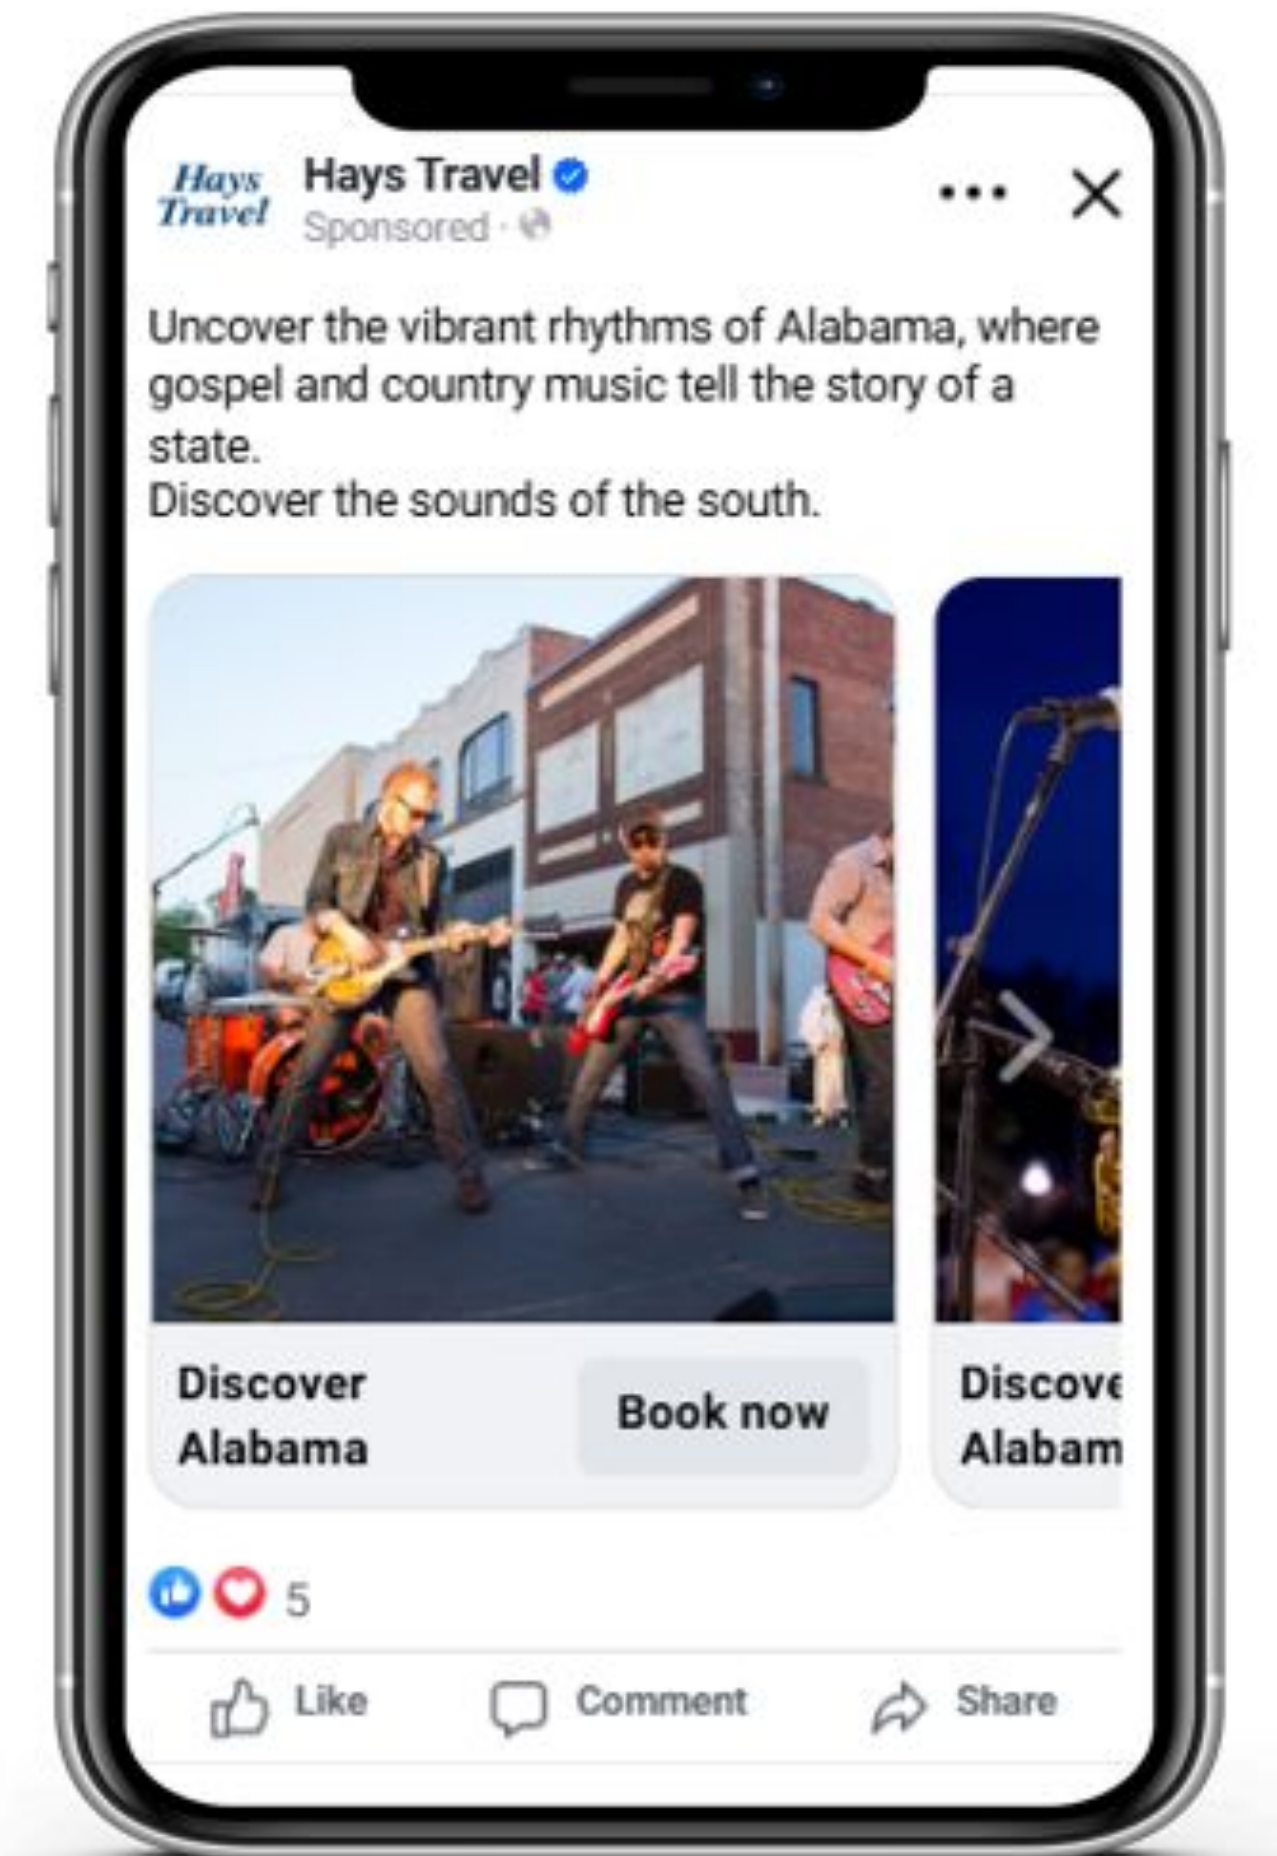 Hays
Travel
Hays Travel
Sponsored ·
Uncover the vibrant rhythms of Alabama, where
gospel and country music tell the story of a
state.
Discover the sounds of the south.
Discover
Alabama
Book now
Discove
Alabam
5
Like
Comment
Share